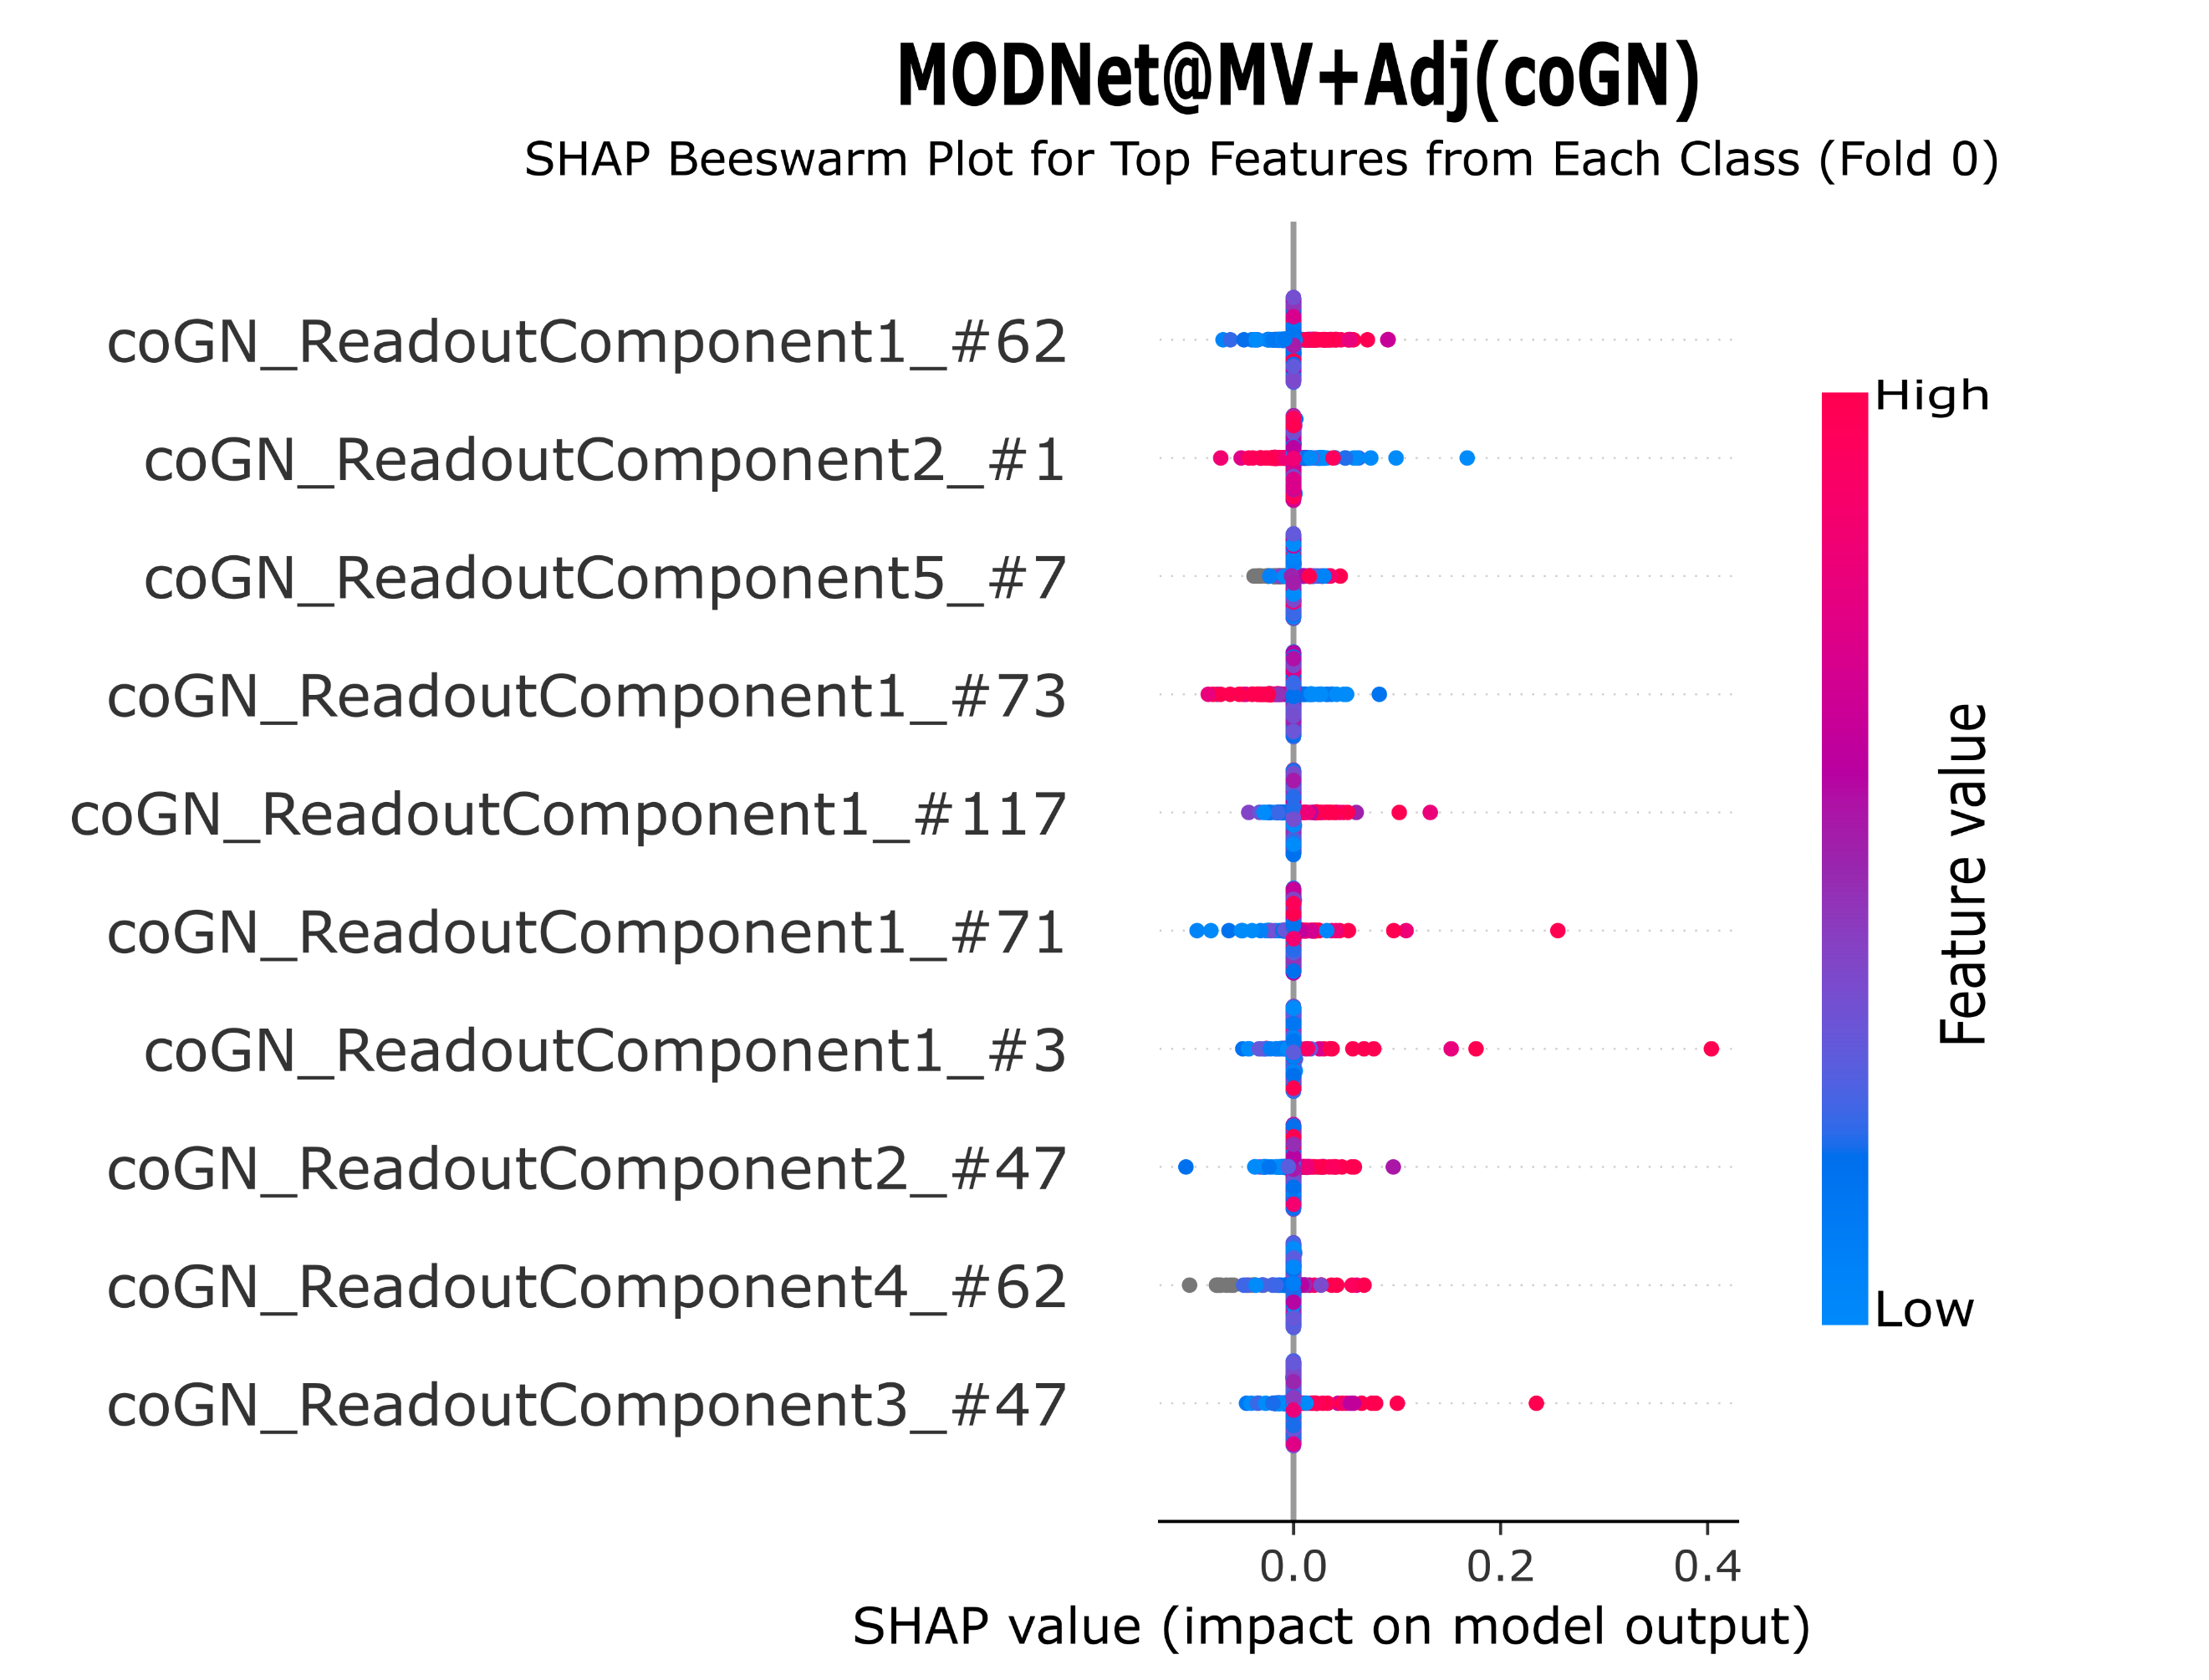 MODNet@MV+Adj(coGN)
SHAP Beeswarm Plot for Top Features from Each Class (Fold 0)
coGN_ReadoutComponent1_#62
coGN_ReadoutComponent2_#1
coGN_ReadoutComponent5_#7
coGN_ReadoutComponent1_#73
coGN_ReadoutComponent1_#117
coGN_ReadoutComponent1_#71
coGN_ReadoutComponent1_#3
coGN_ReadoutComponent2_#47
coGN_ReadoutComponent4_#62
coGN_ReadoutComponent3_#47
High
Feature value
Low
0.0 0.2 0.4
SHAP value (impact on model output)